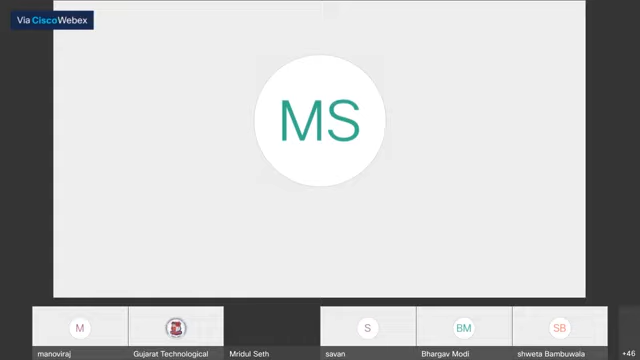 Via Cisco Webex
MS
M
S
BM
SB
manoviraj
Gujarat Technological
Mridul Seth
savan
Bhargav Modi
shweta Bambuwala
+46